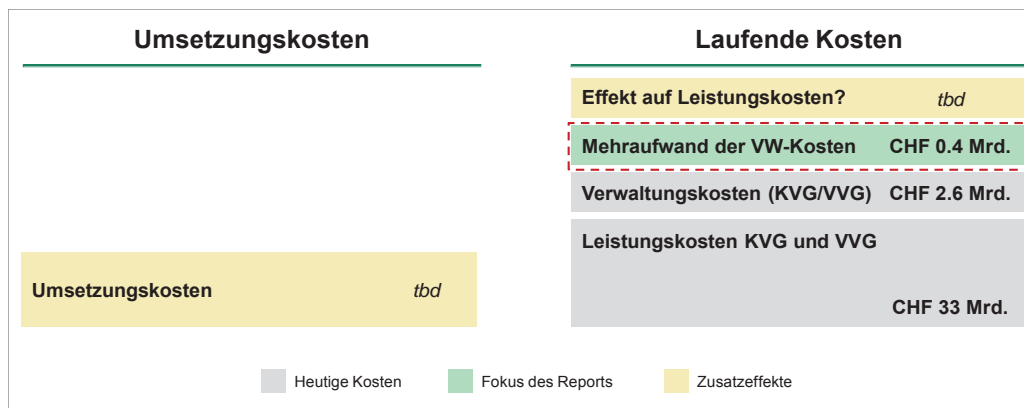 Umsetzungskosten
Laufende Kosten
Effekt auf Leistungskosten? tbd
Mehraufwand der VW-Kosten CHF 0.4 Mrd.
Verwaltungskosten (KVG/VVG) CHF 2.6 Mrd.
Leistungskosten KVG und VVG
CHF 33 Mrd.
Umsetzungskosten tbd
Heutige Kosten
Fokus des Reports
Zusatzeffekte